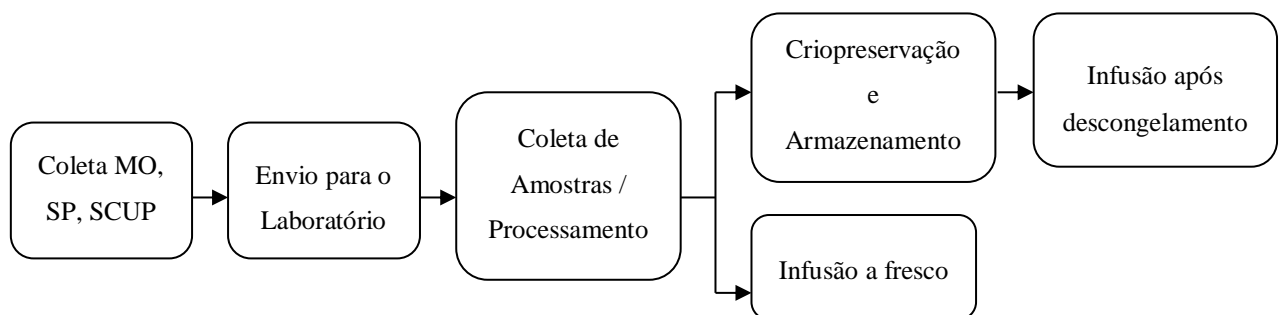 Coleta MO,
SP, SCUP
Envio para o
Laboratório
Coleta de
Amostras /
Processamento
Criopreservação
e
Armazenamento
Infusão após
descongelamento
Infusão a fresco